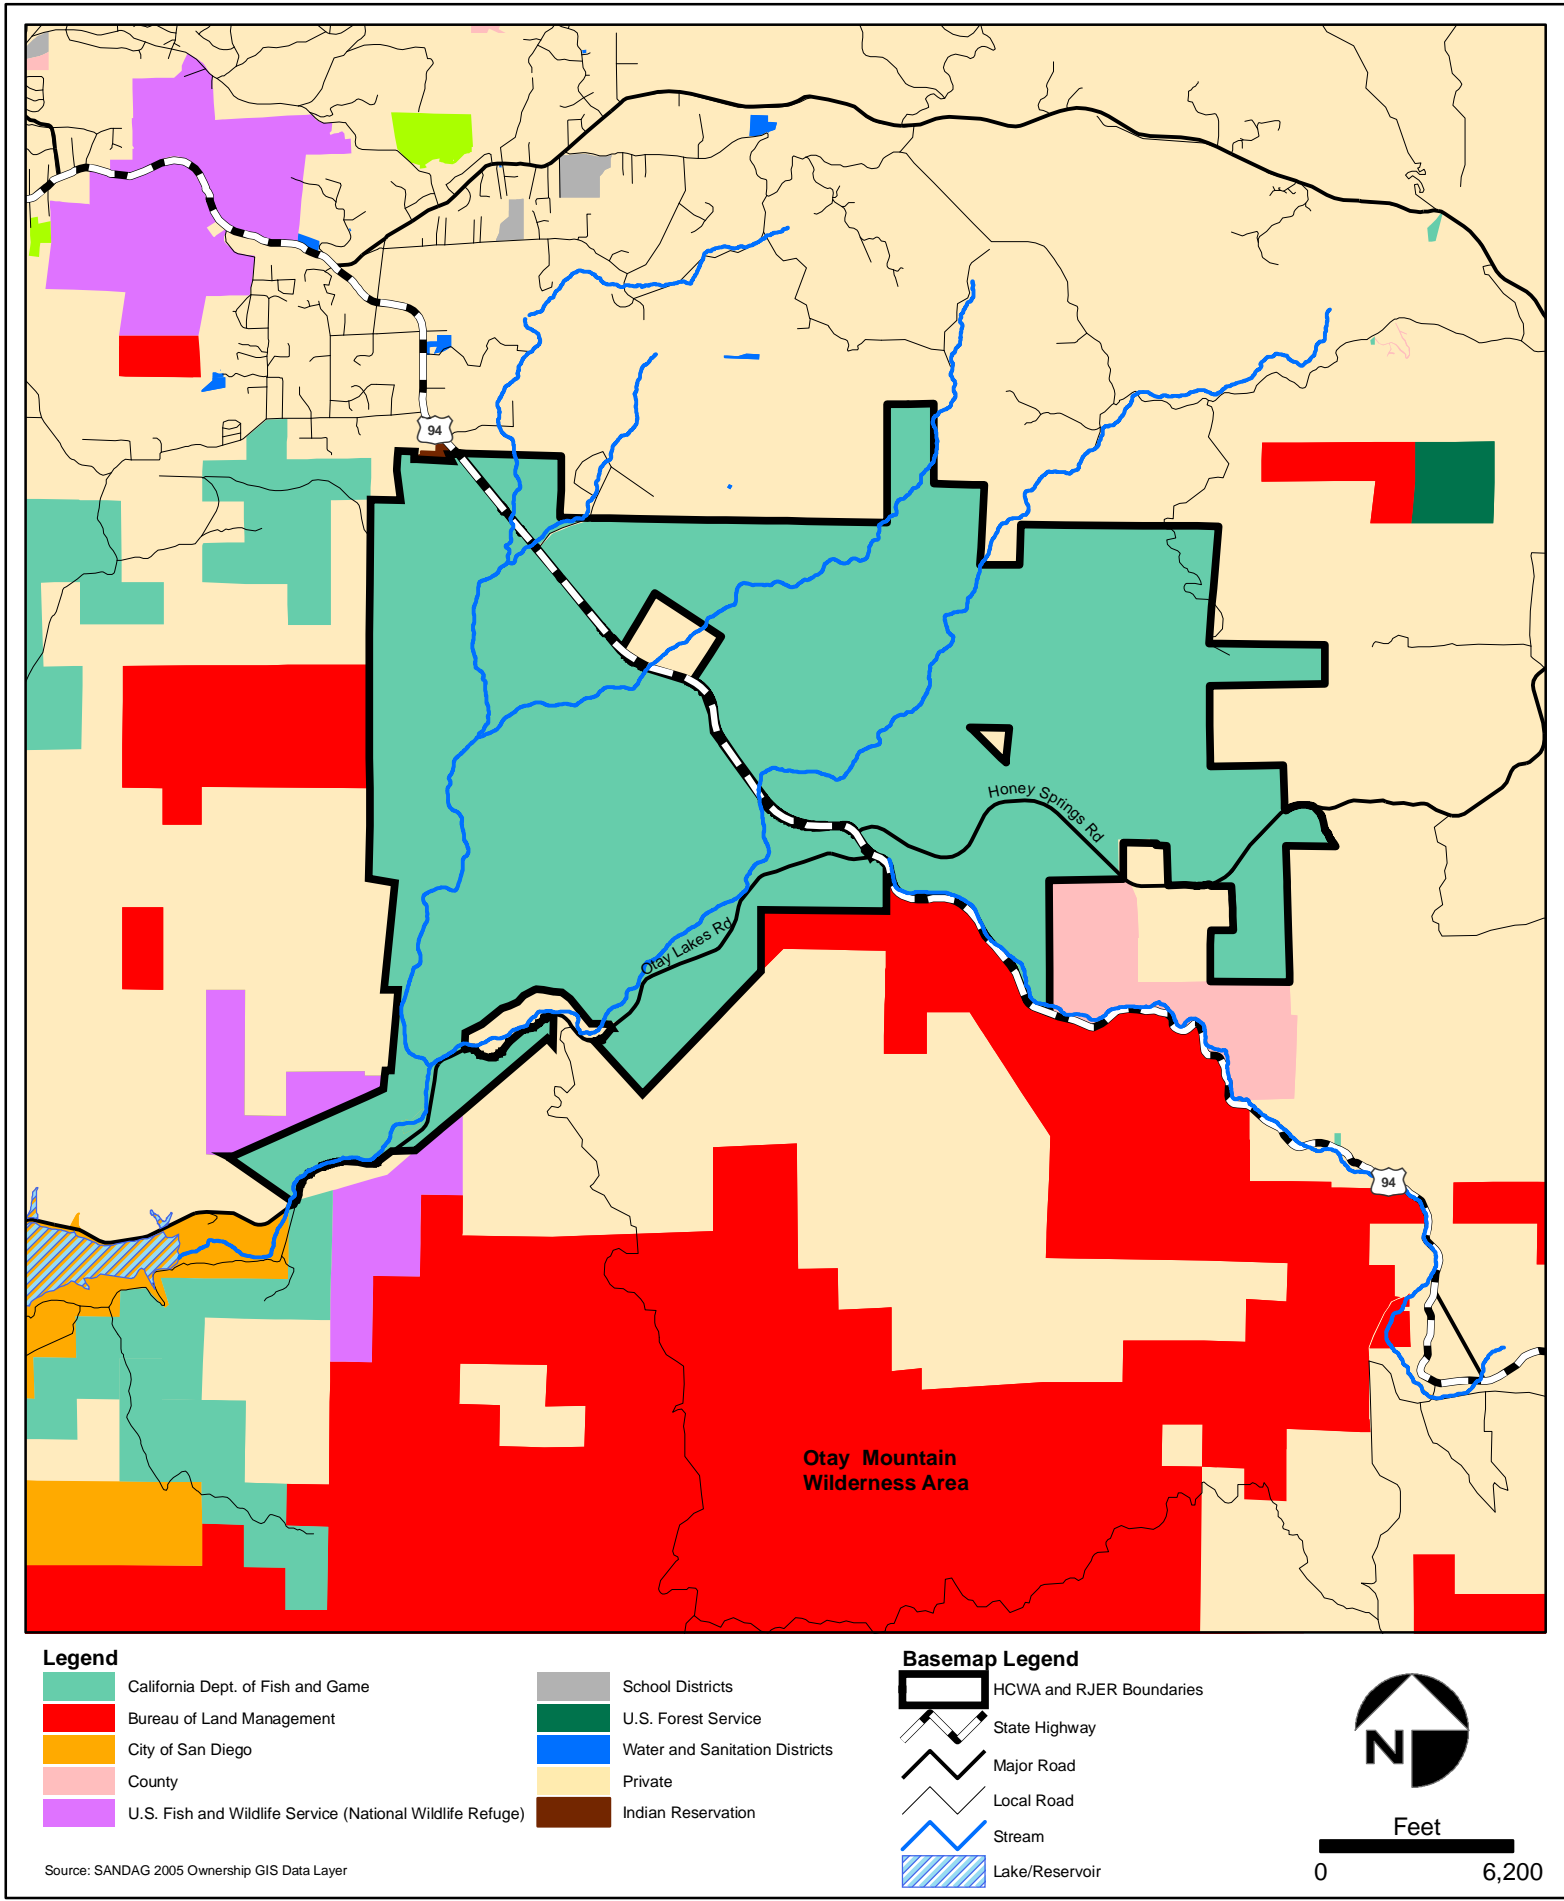 94
Honey Springs Rd
Otay Lakes Rd
94
Otay Mountain
Wilderness Area
Legend
California Dept. of Fish and Game
Bureau of Land Management
City of San Diego
County
U.S. Fish and Wildlife Service (National Wildlife Refuge)
School Districts
U.S. Forest Service
Water and Sanitation Districts
Private
Indian Reservation
Source: SANDAG 2005 Ownership GIS Data Layer
Basemap Legend
HCWA and RJER Boundaries
State Highway
Major Road
Local Road
Stream
Lake/Reservoir
N
Feet
0 6,200